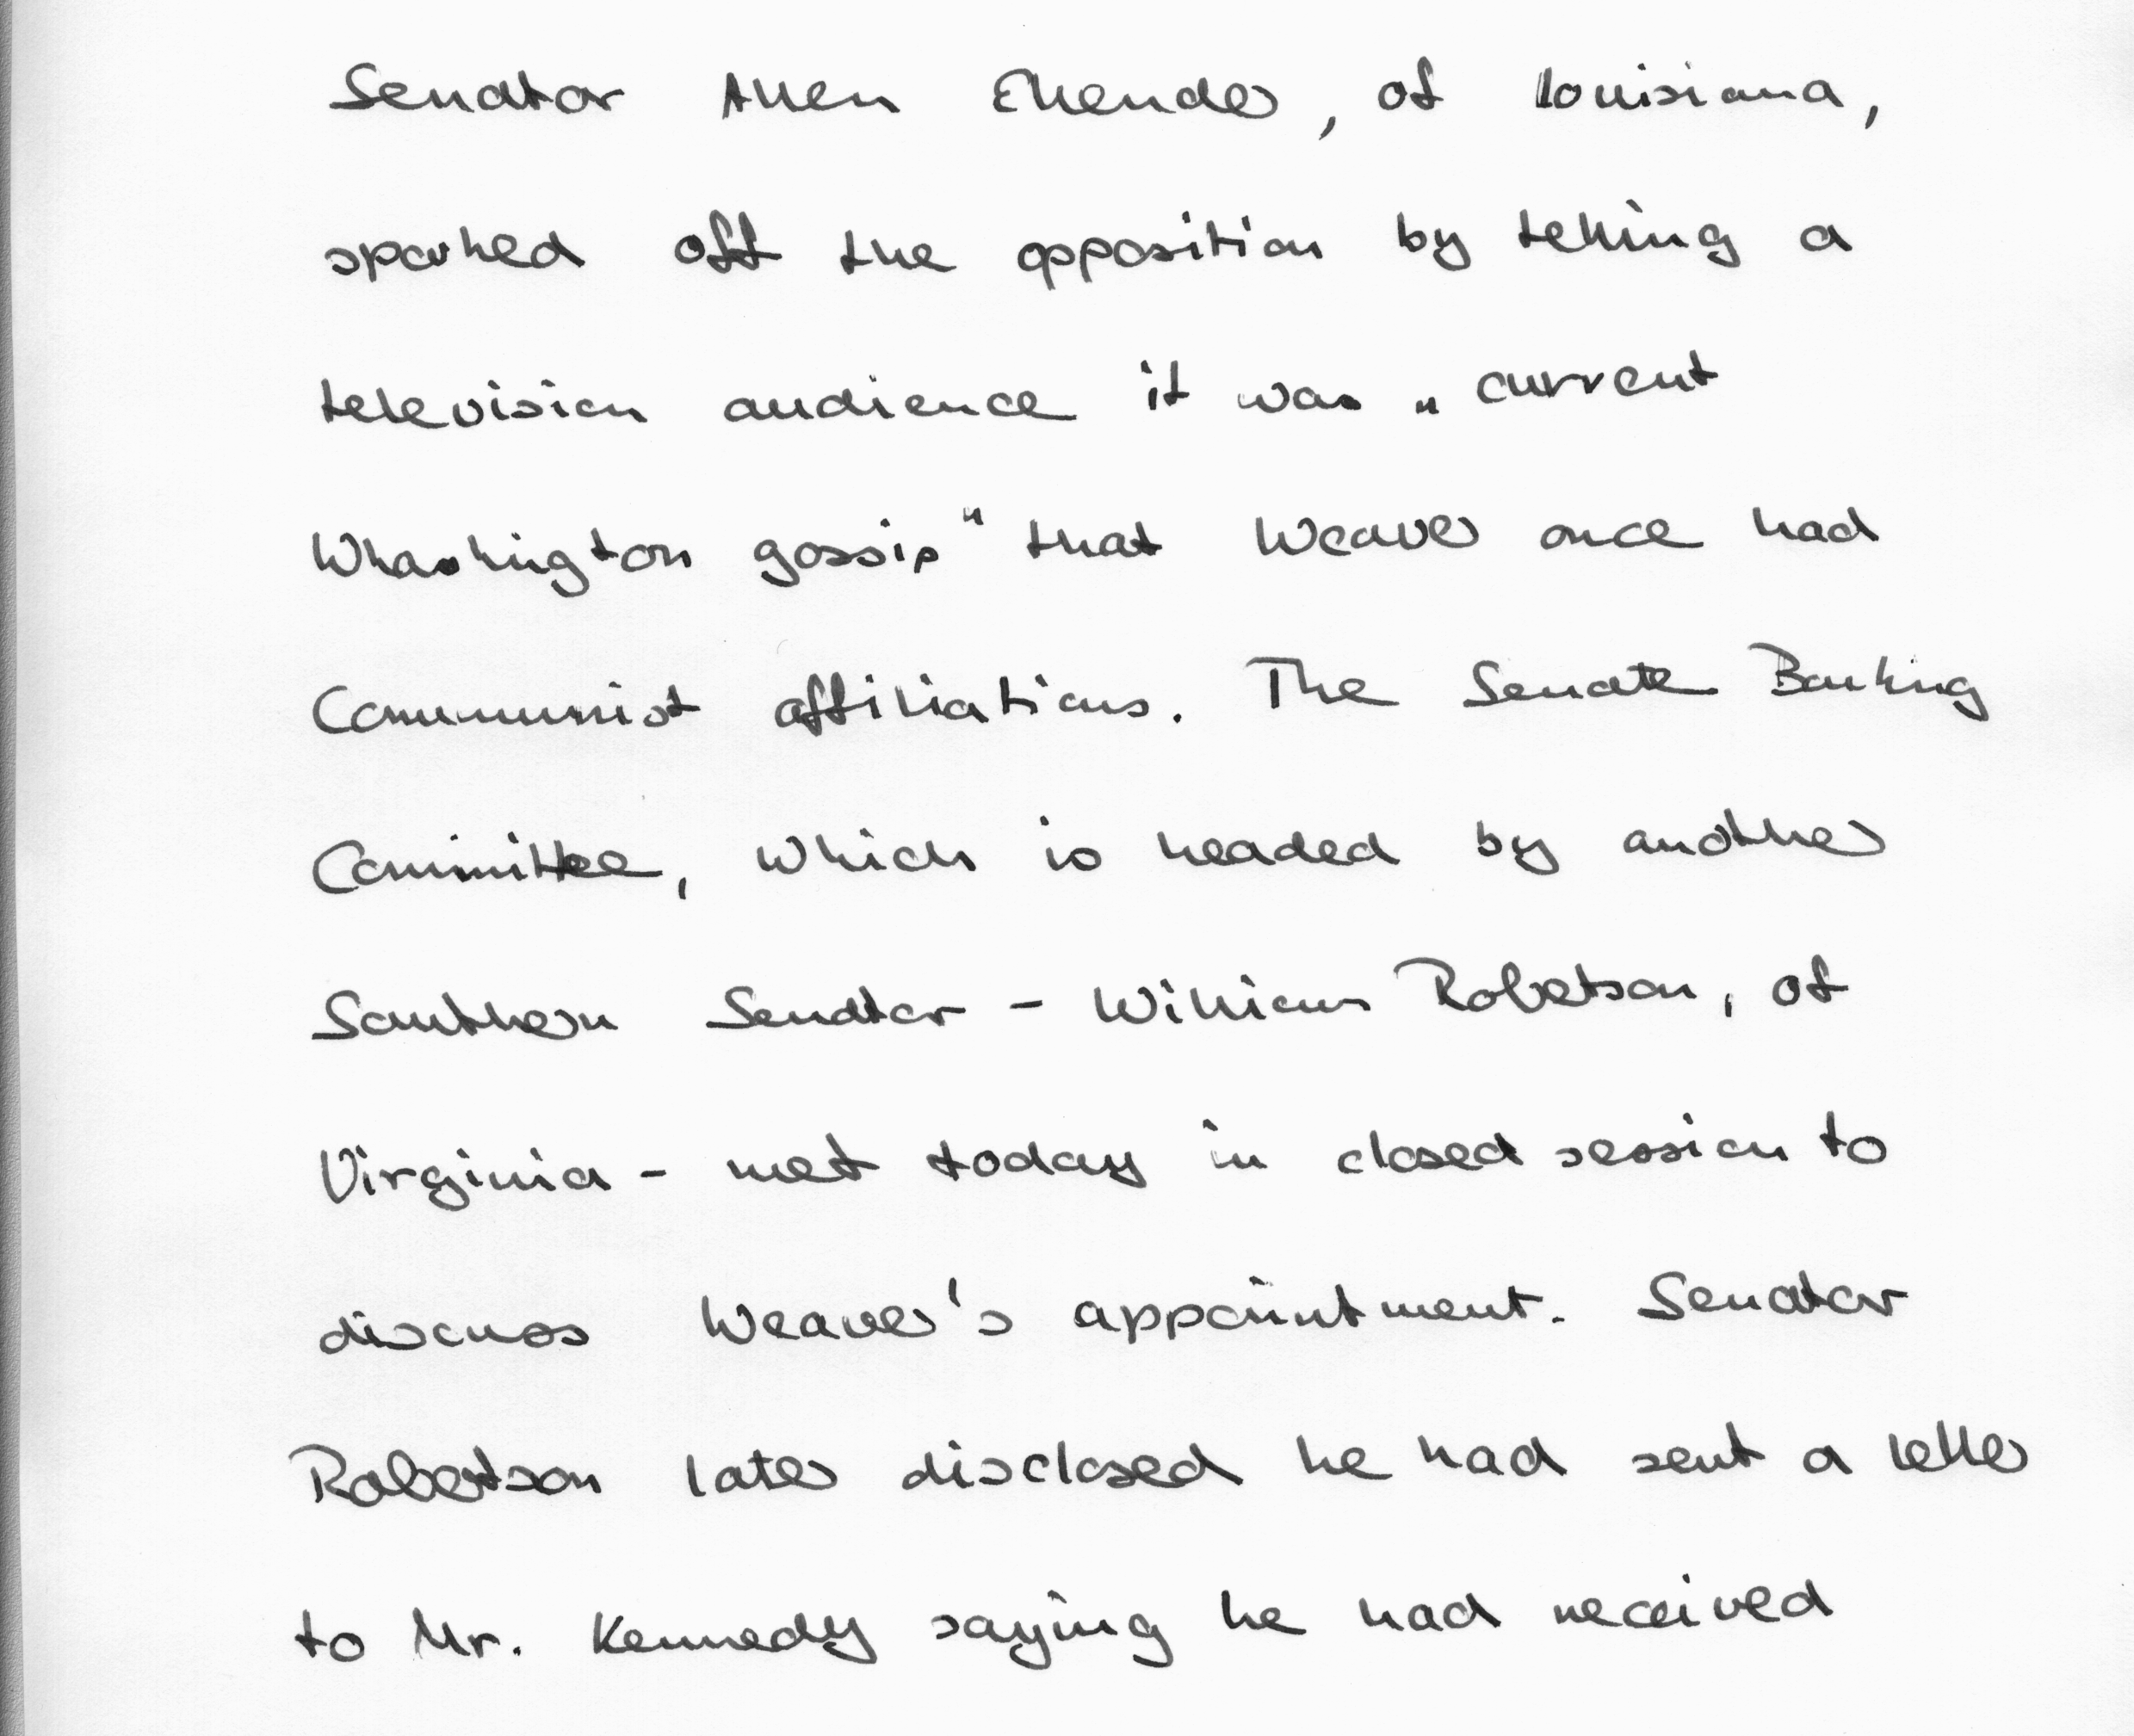 Senator Allen Ellender, of Louisiana,
sparked off the opposition by telling a
television audience it was „current
Whashington gossip" that Weaver once had
Communist affiliations. The Senate Banking
Committee, which is headed by another
Southern Senator - William Robertson, of
Virginia - met today in closed session to
discuss Weaver's appointment. Senator
Robertson later disclosed he had sent a letter
to Mr. Kennedy saying he had received